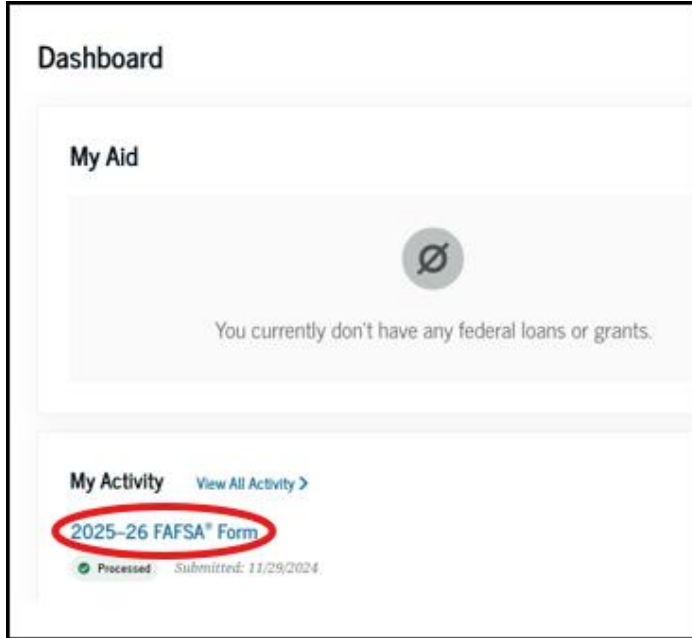 Dashboard
My Aid
You currently don't have any federal loans or grants.
My Activity View All Activity >
2025–26 FAFSA® Form
Processed Submitted: 11/29/2024